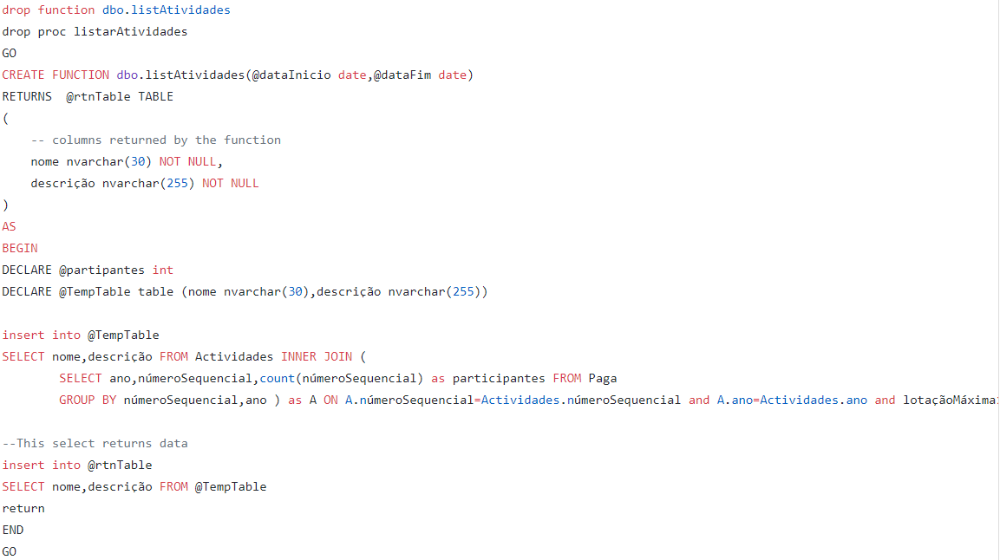 drop function dbo.listAtividades
drop proc listarAtividades
GO
CREATE FUNCTION dbo.listAtividades(@dataInicio date,@dataFim date)
RETURNS  @rtnTable TABLE
(
    -- columns returned by the function
    nome nvarchar(30) NOT NULL,
    descrição nvarchar(255) NOT NULL
)
AS
BEGIN
DECLARE @partipantes int
DECLARE @TempTable table (nome nvarchar(30),descrição nvarchar(255))

insert into @TempTable
SELECT nome,descrição FROM Actividades INNER JOIN (
        SELECT ano,númeroSequencial,count(númeroSequencial) as participantes FROM Paga
        GROUP BY númeroSequencial,ano ) as A ON A.númeroSequencial=Actividades.númeroSequencial and A.ano=Actividades.ano and lotaçãoMáxima

--This select returns data
insert into @rtnTable
SELECT nome,descrição FROM @TempTable
return
END
GO